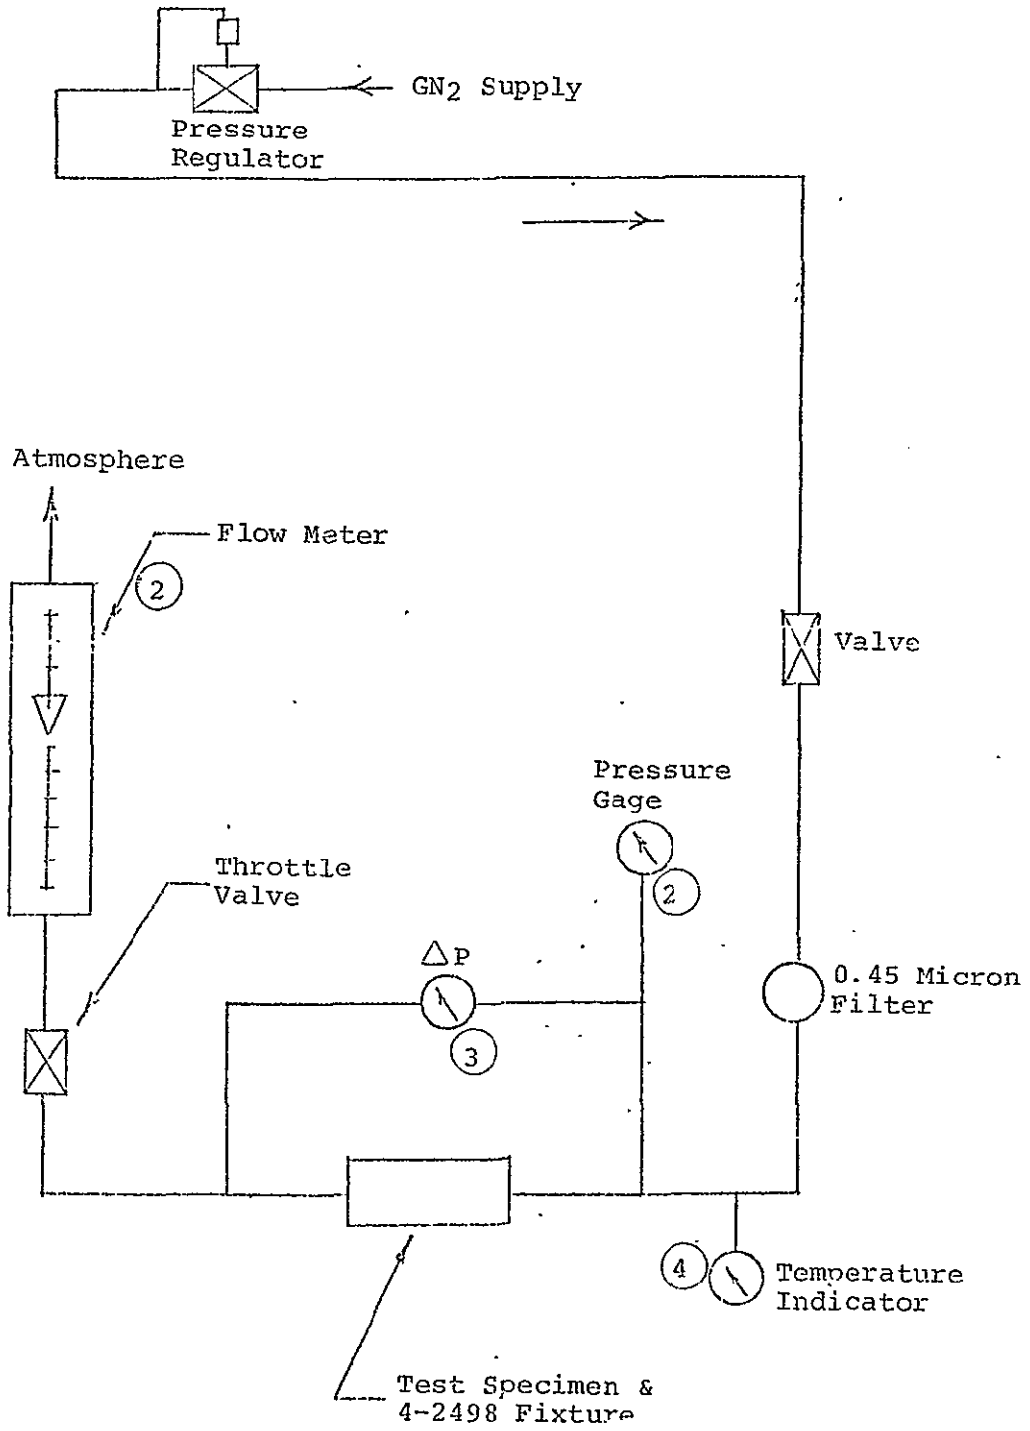 GN2 Supply
Pressure
Regulator
Atmosphere
Flow Meter
2
Valve
Pressure
Gage
2
Throttle
Valve
ΔP
3
0.45 Micron
Filter
4
Temperature
Indicator
Test Specimen &
4-2498 Fixture